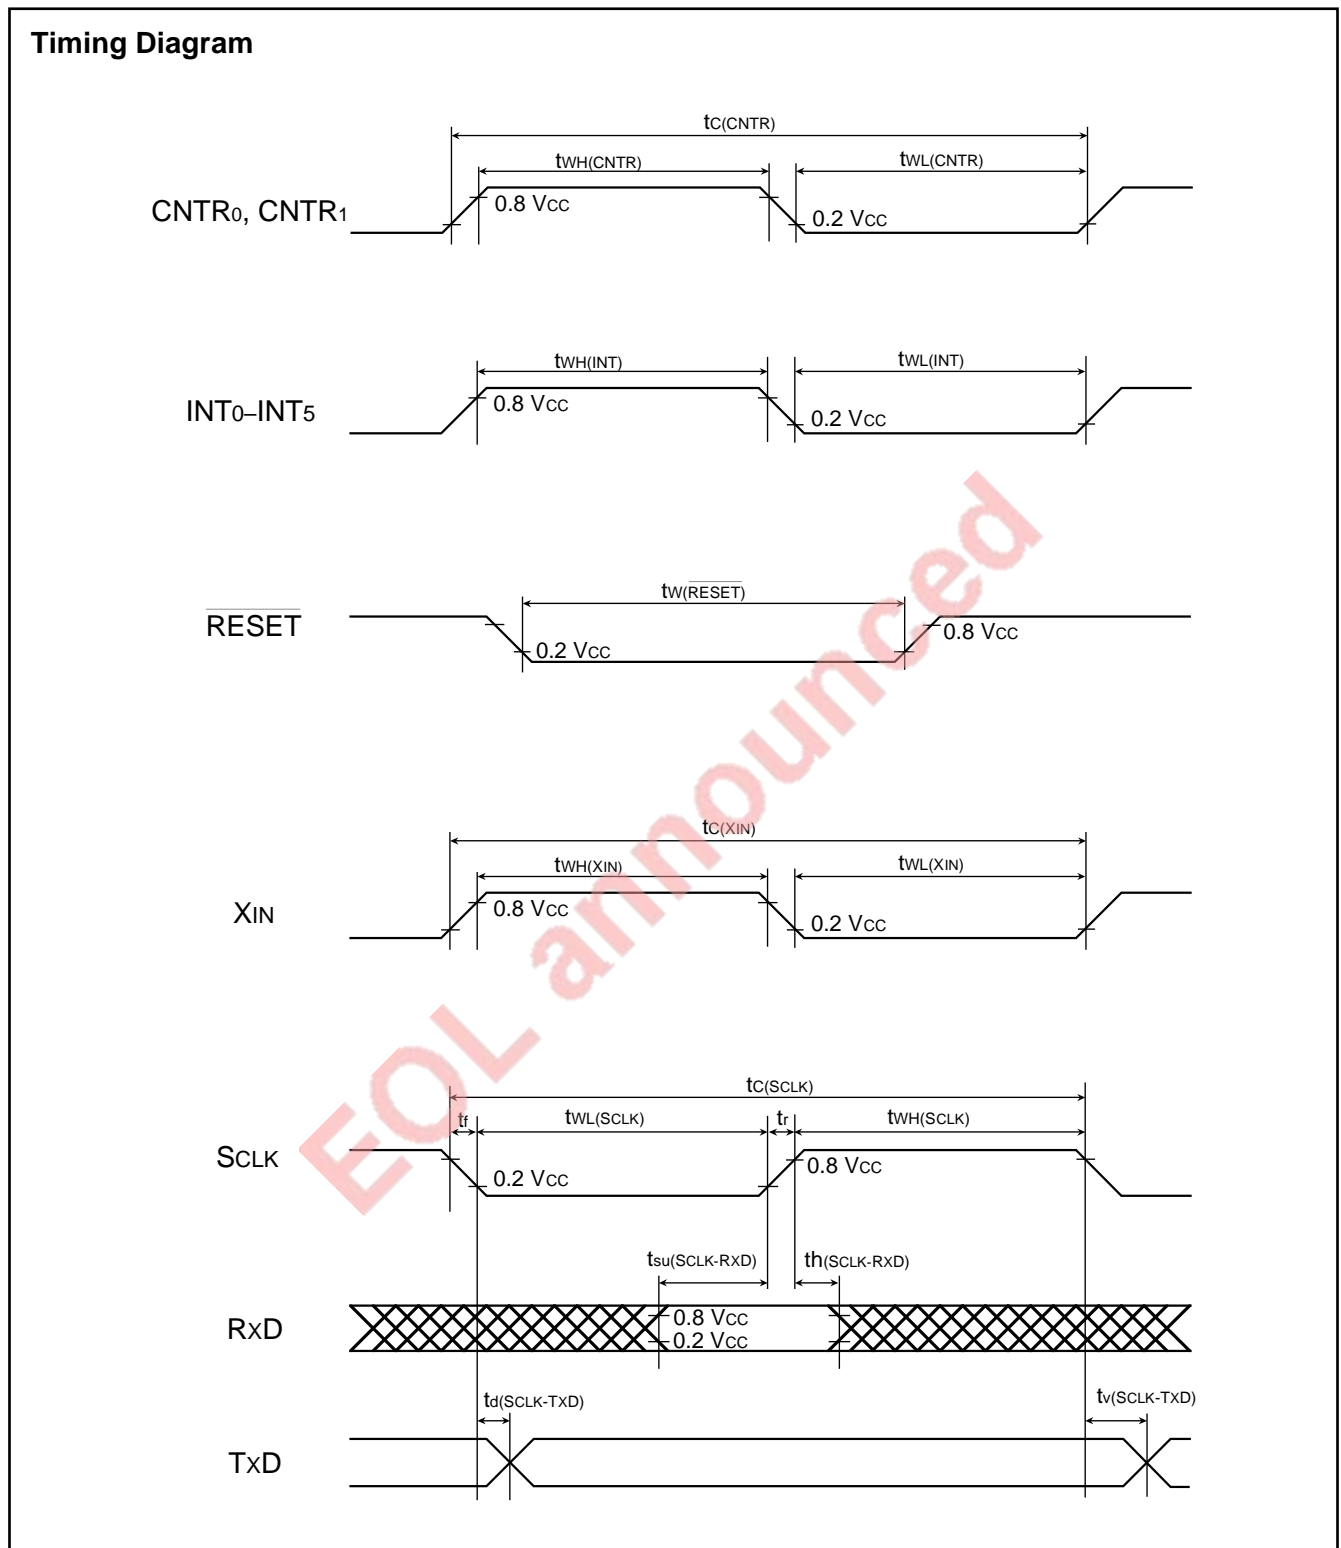 Timing Diagram
tC(CNTR)
tWH(CNTR) tWL(CNTR)
CNTR0, CNTR1 0.8 VCC 0.2 VCC
tWH(INT) tWL(INT)
INT0–INT5 0.8 VCC 0.2 VCC
tW(RESET)
RESET 0.2 VCC 0.8 VCC
tC(XIN)
tWH(XIN) tWL(XIN)
XIN 0.8 VCC 0.2 VCC
tC(SCLK)
tf tWL(SCLK) tr tWH(SCLK)
SCLK 0.2 VCC 0.8 VCC
tsu(SCLK-RXD) th(SCLK-RXD)
RXD 0.8 VCC
0.2 VCC
td(SCLK-TXD) tv(SCLK-TXD)
TXD
EOL announced